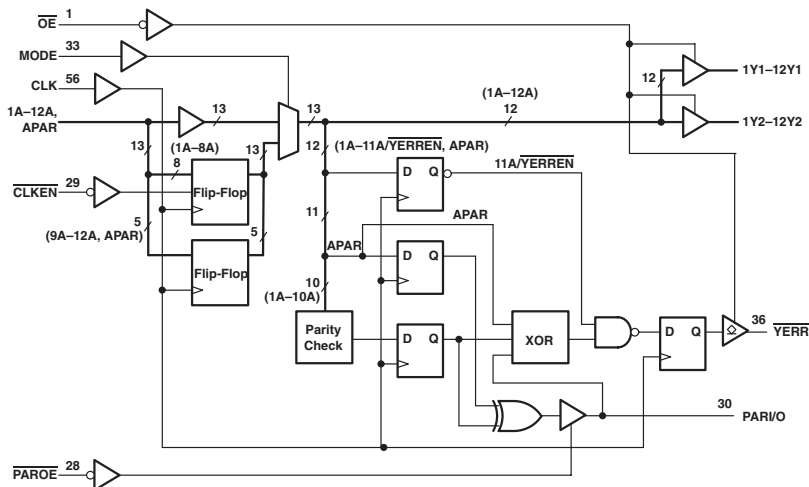 OE 1
MODE 33
CLK 56
1A–12A,
APAR
13
13
(1A–8A)
8
13
13
12
(1A–12A)
12
12
1Y1–12Y1
1Y2–12Y2
(1A–11A/YERREN, APAR)
11A/YERREN
D Q
CLKEN 29
Flip-Flop
5
(9A–12A, APAR)
5
Flip-Flop
11
APAR
APAR
D Q
10
(1A–10A)
Parity
Check
D Q
XOR
D Q
36
YERR
30
PARI/O
PAROE 28